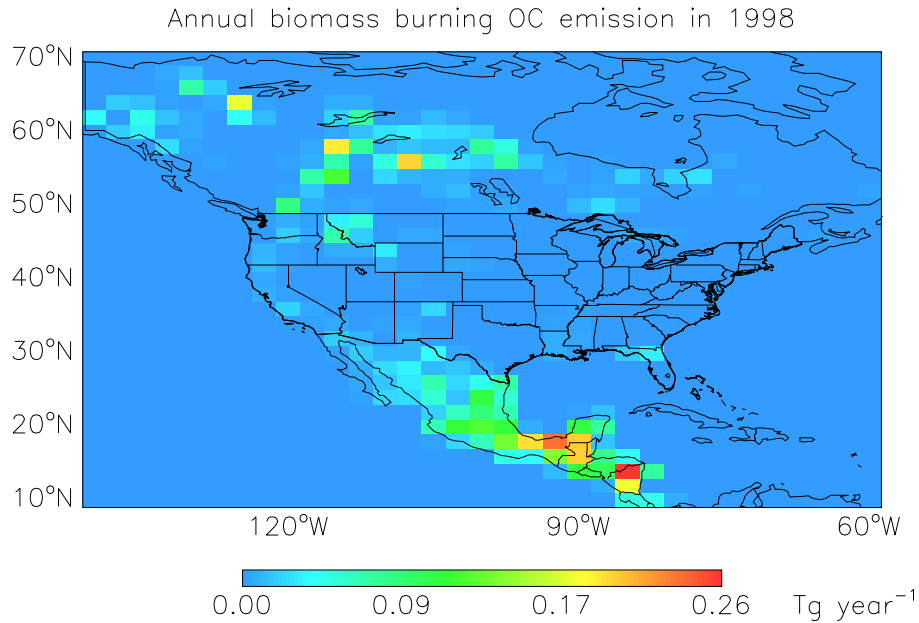 Annual biomass burning OC emission in 1998
70°N
60°N
50°N
40°N
30°N
20°N
10°N
120°W 90°W 60°W
0.00 0.09 0.17 0.26 Tg year⁻¹